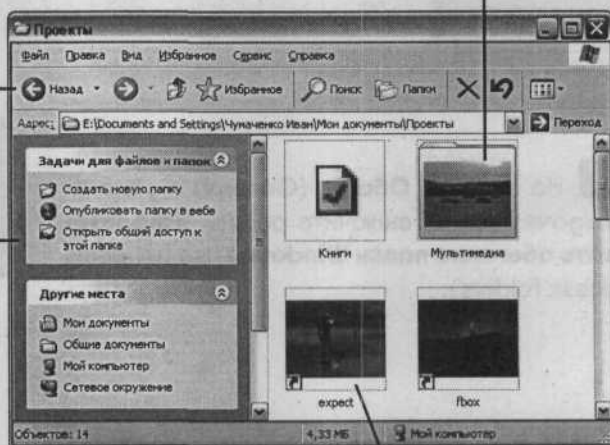 Проекты
Файл Правка Вид Избранное Сервис Справка
Назад Избранное Поиск Папки
Адрес: E:\Documents and Settings\Чумаченко Иван\Мои документы\Проекты Переход
Задачи для файлов и папок
Создать новую папку
Опубликовать папку в вебе
Открыть общий доступ к
этой папке
Другие места
Мои документы
Общие документы
Мой компьютер
Сетевое окружение
Книги Мультимедиа
expect fbox
Объектов: 14 4,33 МБ Мой компьютер